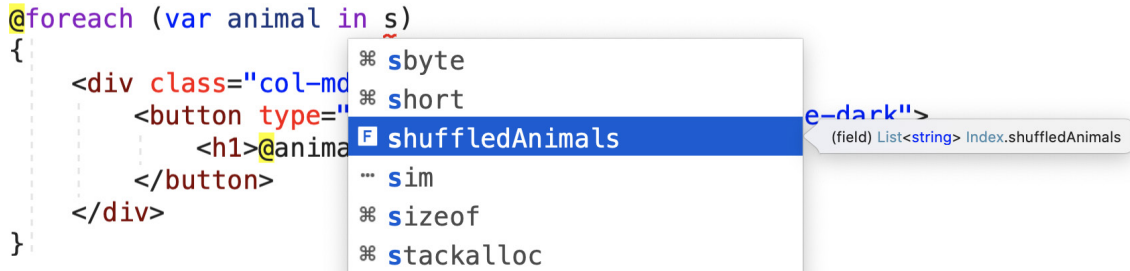 @foreach (var animal in s)
{
<div class="col-md
sbyte
short
<button type="
e-dark">
shuffledAnimals
(field) List<string> Index.shuffledAnimals
<h1>@anima
sim
</button>
sizeof
</div>
stackalloc
}